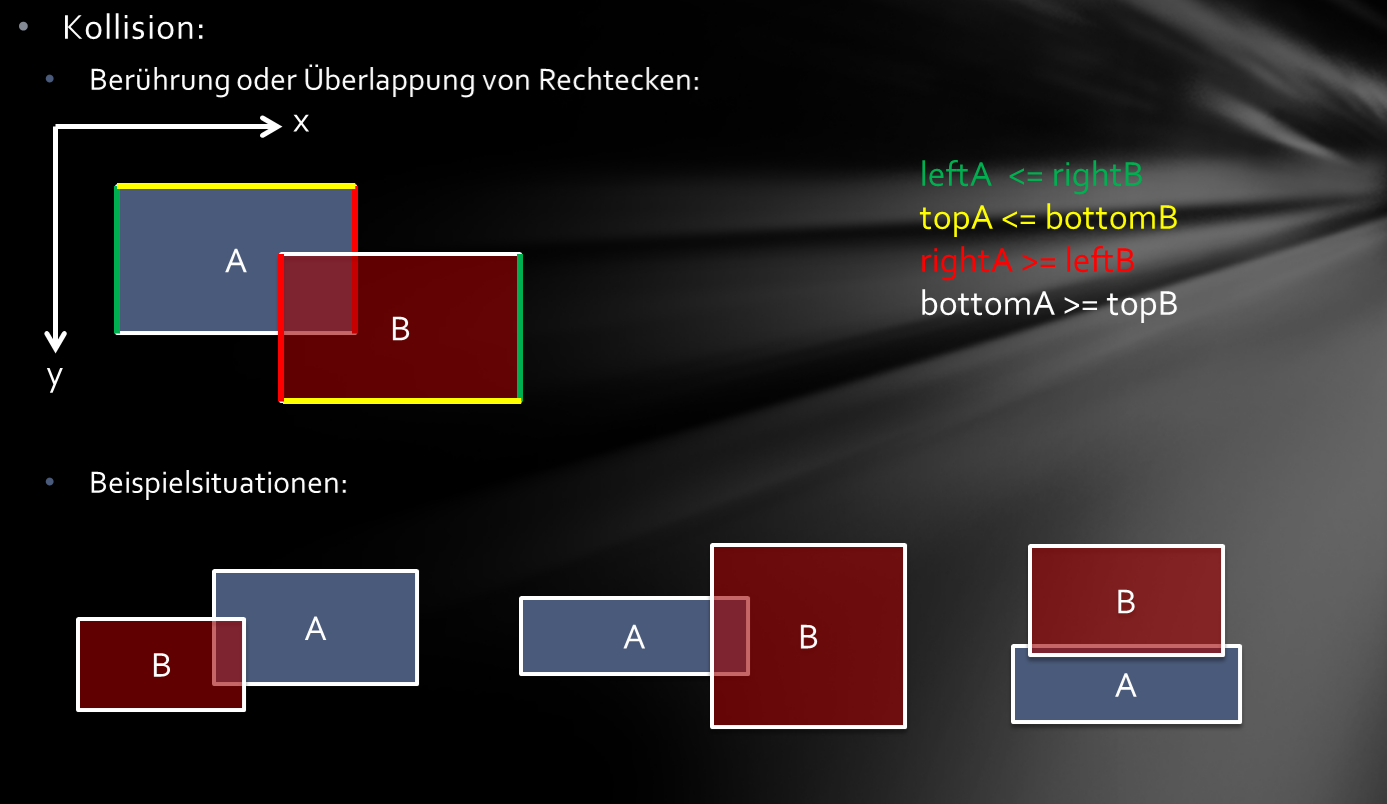 Kollision:
Berührung oder Überlappung von Rechtecken:
x
leftA <= rightB
topA <= bottomB
A
rightA >= leftB
bottomA >= topB
B
y
Beispielsituationen:
B
A
A
B
B
A